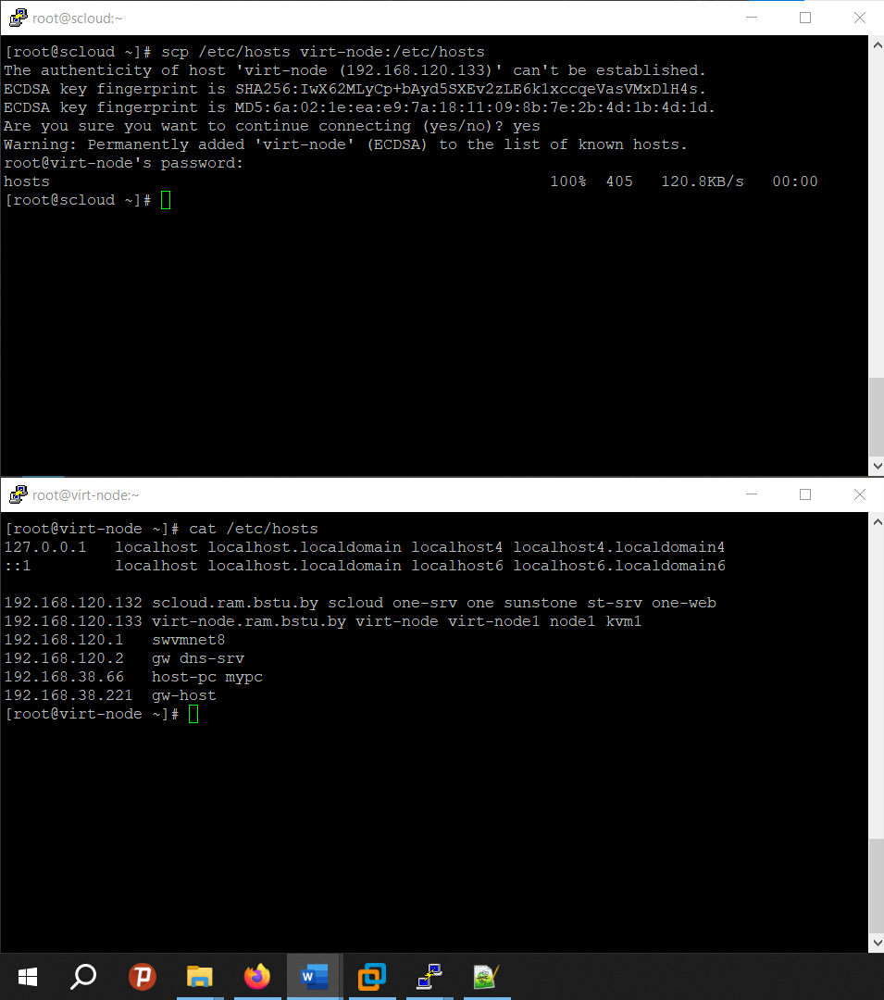 root@scloud:~
[root@scloud ~]# scp /etc/hosts virt-node:/etc/hosts
The authenticity of host 'virt-node (192.168.120.133)' can't be established.
ECDSA key fingerprint is SHA256:IwX62MLyCp+bAyd5SXEv2zLE6k1xccqeVasVMxDlH4s.
ECDSA key fingerprint is MD5:6a:02:1e:ea:e9:7a:18:11:09:8b:7e:2b:4d:1b:4d:1d.
Are you sure you want to continue connecting (yes/no)? yes
Warning: Permanently added 'virt-node' (ECDSA) to the list of known hosts.
root@virt-node's password:
hosts 100% 405 120.8KB/s 00:00
[root@scloud ~]#
root@virt-node:~
[root@virt-node ~]# cat /etc/hosts
127.0.0.1 localhost localhost.localdomain localhost4 localhost4.localdomain4
::1 localhost localhost.localdomain localhost6 localhost6.localdomain6
192.168.120.132 scloud.ram.bstu.by scloud one-srv one sunstone st-srv one-web
192.168.120.133 virt-node.ram.bstu.by virt-node virt-node1 node1 kvm1
192.168.120.1 swvmnet8
192.168.120.2 gw dns-srv
192.168.38.66 host-pc mypc
192.168.38.221 gw-host
[root@virt-node ~]#